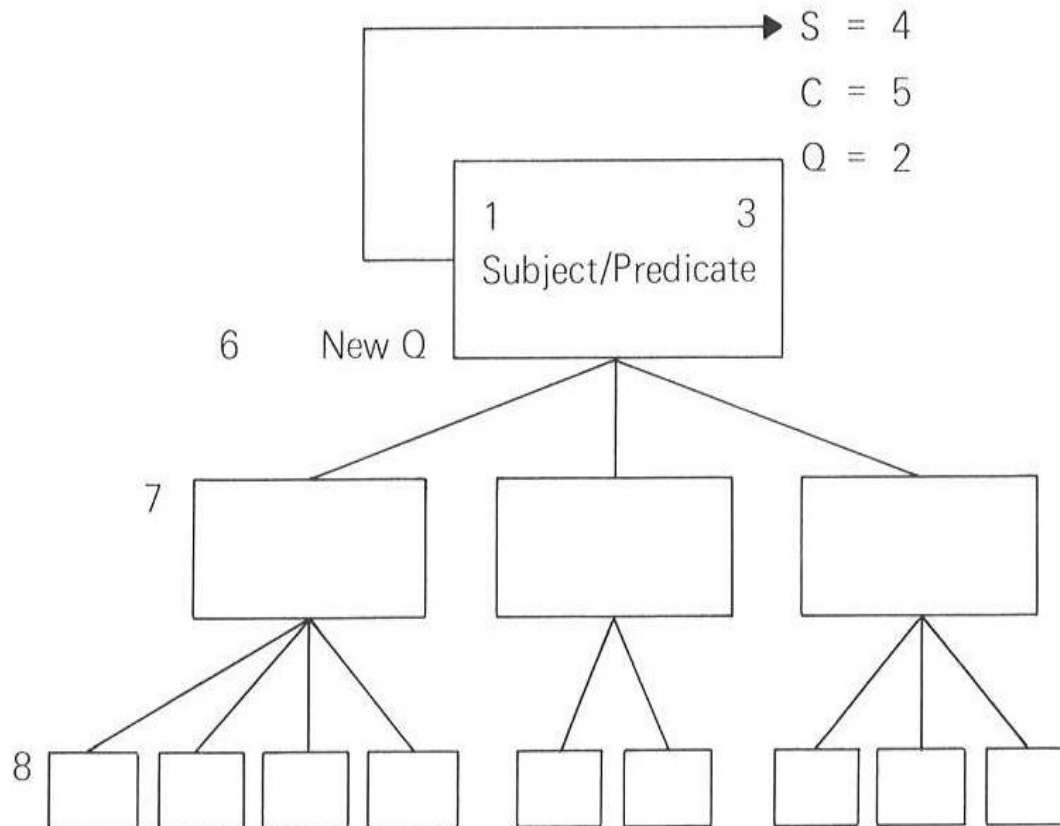 S = 4
C = 5
Q = 2
1 3
Subject/Predicate
6 New Q
7
8